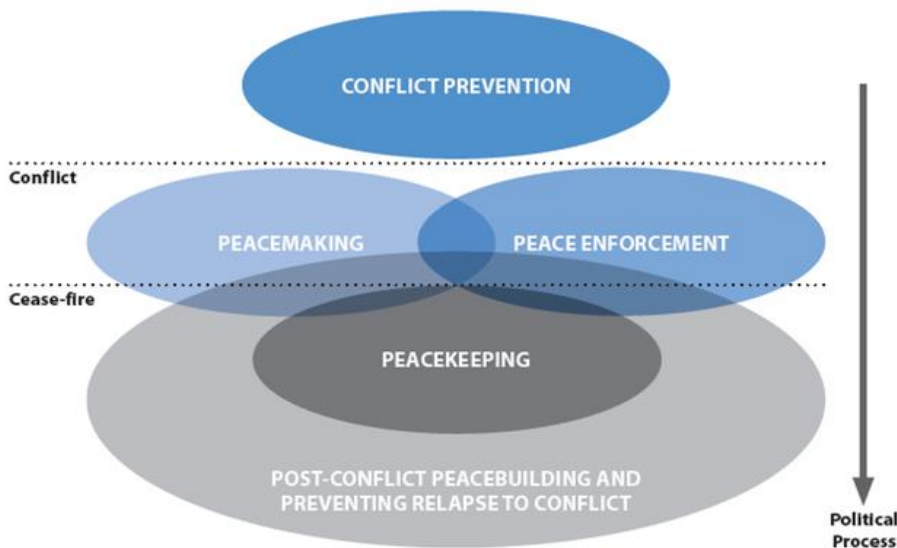 CONFLICT PREVENTION
Conflict
PEACEMAKING
PEACE ENFORCEMENT
Cease-fire
PEACEKEEPING
POST-CONFLICT PEACEBUILDING AND
PREVENTING RELAPSE TO CONFLICT
Political
Process